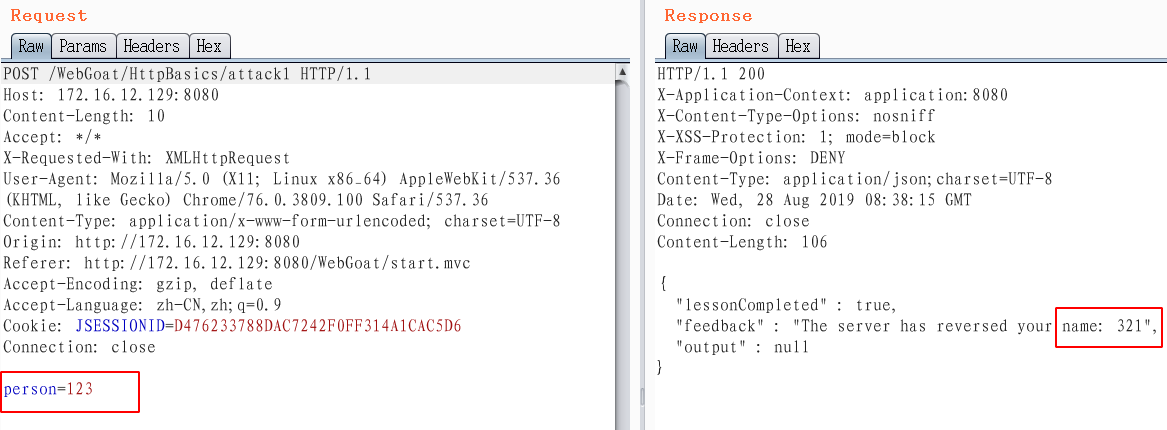 Request
Raw Params Headers Hex
POST /WebGoat/HttpBasics/attack1 HTTP/1.1
Host: 172.16.12.129:8080
Content-Length: 10
Accept: */*
X-Requested-With: XMLHttpRequest
User-Agent: Mozilla/5.0 (X11; Linux x86_64) AppleWebKit/537.36
(KHTML, like Gecko) Chrome/76.0.3809.100 Safari/537.36
Content-Type: application/x-www-form-urlencoded; charset=UTF-8
Origin: http://172.16.12.129:8080
Referer: http://172.16.12.129:8080/WebGoat/start.mvc
Accept-Encoding: gzip, deflate
Accept-Language: zh-CN,zh;q=0.9
Cookie: JSESSIONID=D476233788DAC7242F0FF314A1CAC5D6
Connection: close
person=123
Response
Raw Headers Hex
HTTP/1.1 200
X-Application-Context: application:8080
X-Content-Type-Options: nosniff
X-XSS-Protection: 1; mode=block
X-Frame-Options: DENY
Content-Type: application/json;charset=UTF-8
Date: Wed, 28 Aug 2019 08:38:15 GMT
Connection: close
Content-Length: 106
{
"lessonCompleted" : true,
"feedback" : "The server has reversed your name: 321",
"output" : null
}